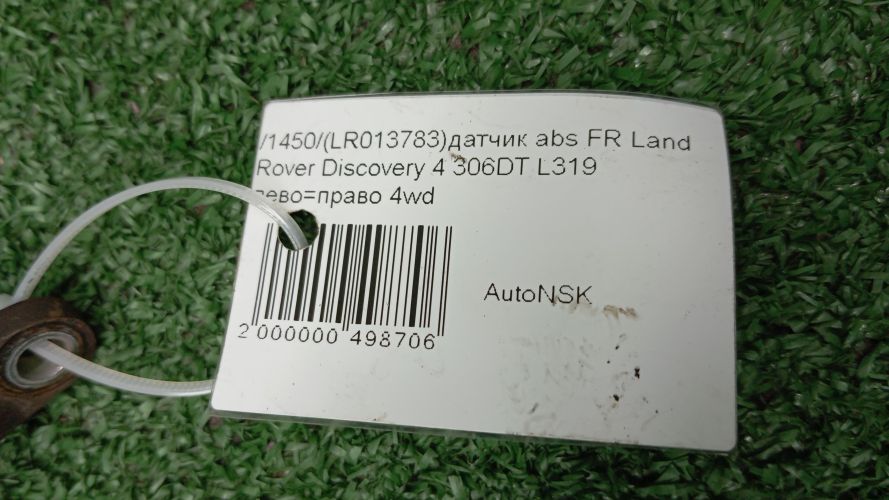 /1450/(LR013783)датчик abs FR Land
Rover Discovery 4 306DT L319
лево=право 4wd
AutoNSK
2 000000 498706